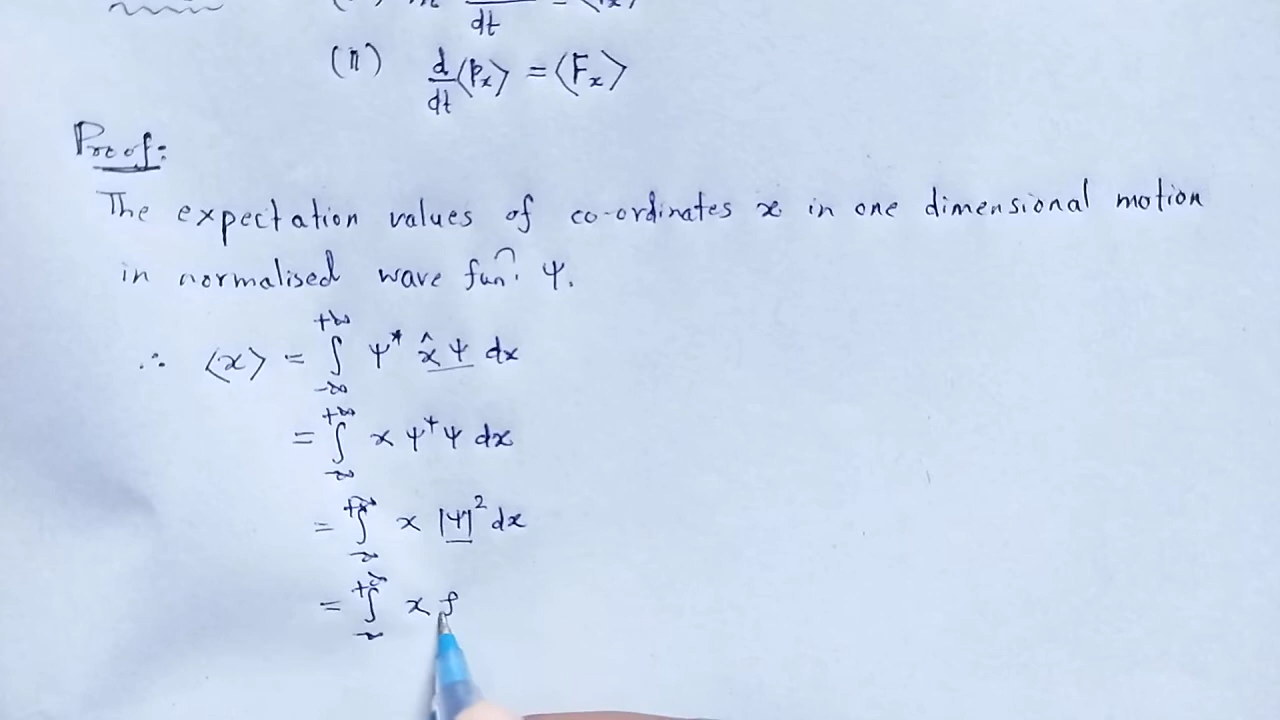 dt
(ii) d/dt ⟨Px⟩ = ⟨Fx⟩
Proof:
The expectation values of co-ordinates x in one dimensional motion
in normalised wave funⁿ. ψ.
∴ ⟨x⟩ = ∫_{-∞}^{+∞} ψ* x̂ ψ dx
= ∫_{-∞}^{+∞} x ψ* ψ dx
= ∫_{-∞}^{+∞} x |ψ|² dx
= ∫_{-∞}^{+∞} x ρ